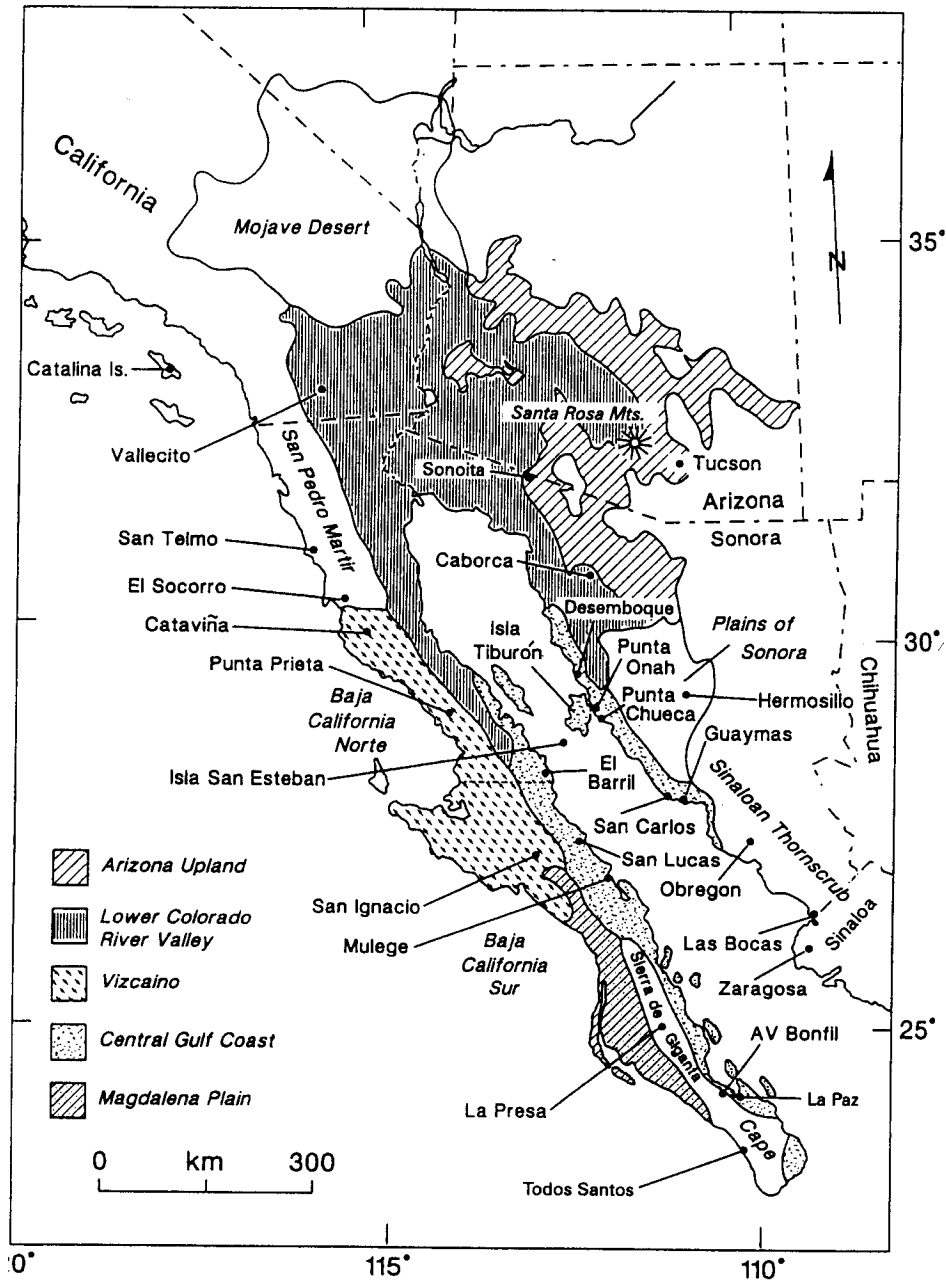 California
Mojave Desert
35°
N
Catalina Is.
Santa Rosa Mts.
Vallecito
San Pedro Martir
Sonoita
Tucson
Arizona
Sonora
San Telmo
Caborca
El Socorro
Desemboque
Cataviña
Isla
Tiburón
Punta
Onah
Plains of
Sonora
30°
Punta Prieta
Punta
Chueca
Hermosillo
Chihuahua
Baja
California
Norte
Guaymas
Isla San Esteban
El
Barril
San Carlos
Sinaloan Thornscrub
San Lucas
Obregon
Arizona Upland
San Ignacio
Lower Colorado
River Valley
Mulege
Las Bocas
Sinaloa
Baja
California
Sur
Zaragosa
Vizcaino
Sierra de
Giganta
25°
Central Gulf Coast
AV Bonfil
Magdalena Plain
La Presa
La Paz
Cape
0 km 300
Todos Santos
20°
115°
110°